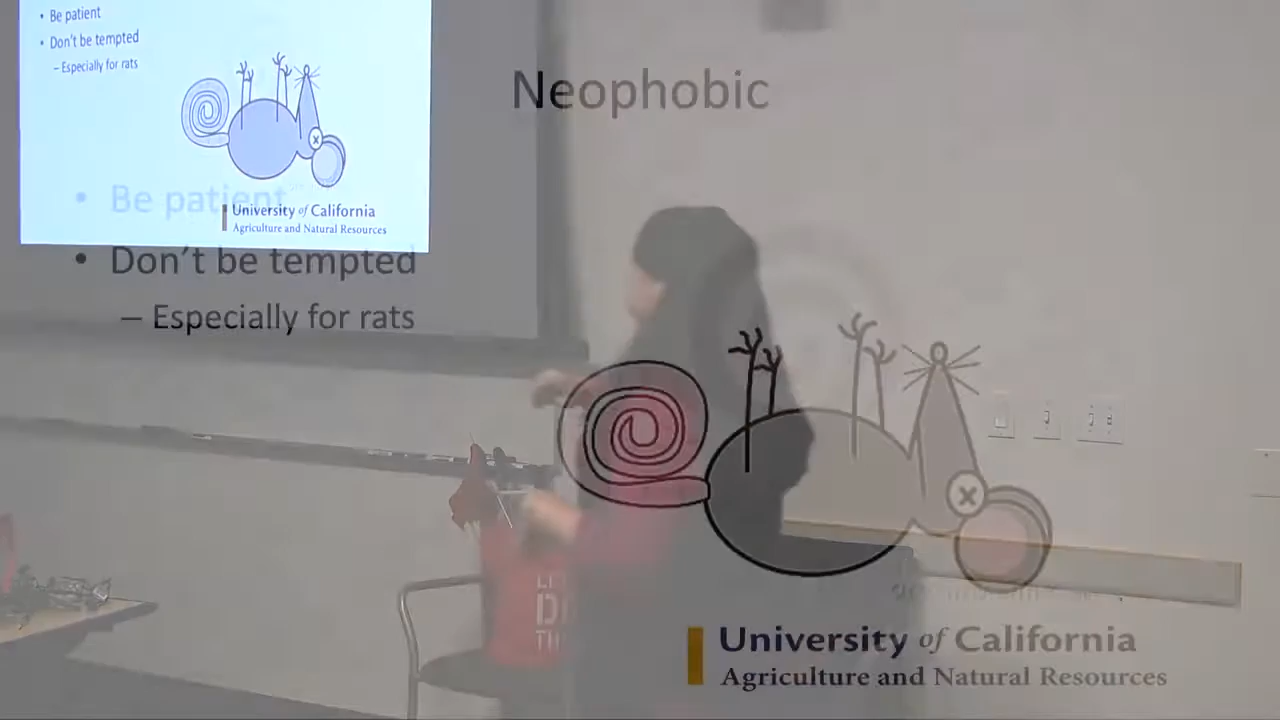 • Be patient
• Don't be tempted
– Especially for rats
University of California
Agriculture and Natural Resources
Neophobic
• Be patient
• Don't be tempted
– Especially for rats
University of California
Agriculture and Natural Resources